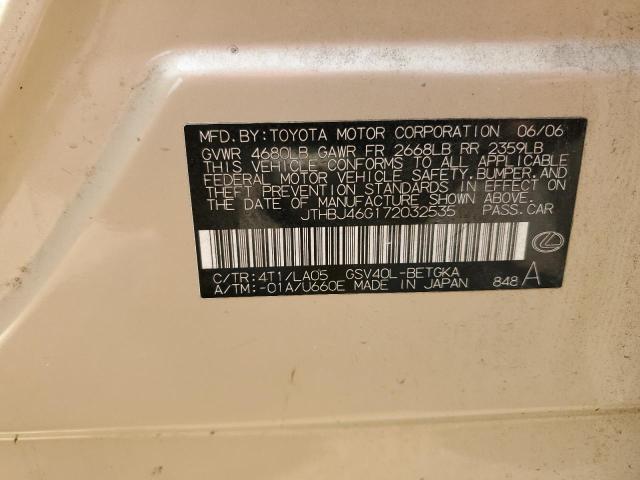 MFD. BY: TOYOTA MOTOR CORPORATION 06/06
GVWR 4680LB GAWR FR 2668LB RR 2359LB
THIS VEHICLE CONFORMS TO ALL APPLICABLE
FEDERAL MOTOR VEHICLE SAFETY, BUMPER, AND
THEFT PREVENTION STANDARDS IN EFFECT ON
THE DATE OF MANUFACTURE SHOWN ABOVE.
JTHBJ46G172032535 PASS. CAR
C/TR: 4T1/LA05 GSV40L-BETGKA
A/TM: -01A/U660E MADE IN JAPAN 848 A